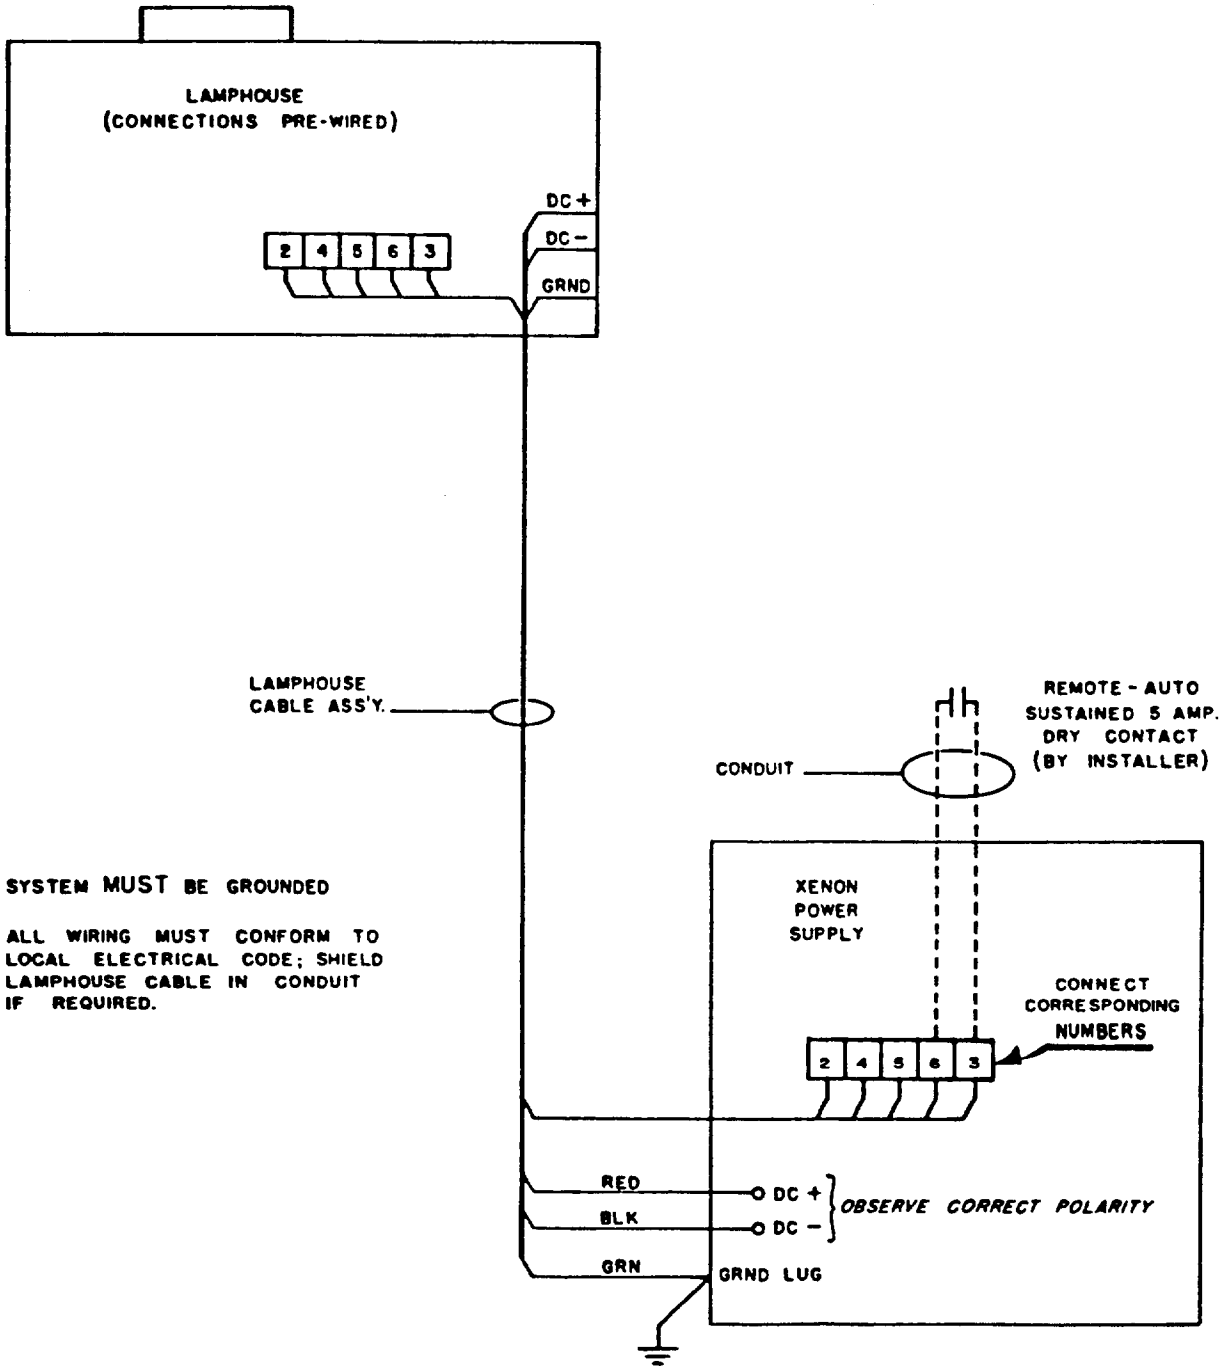 LAMPHOUSE
(CONNECTIONS PRE-WIRED)
DC +
DC -
GRND
2 4 5 6 3
LAMPHOUSE
CABLE ASS'Y.
REMOTE - AUTO
SUSTAINED 5 AMP.
DRY CONTACT
(BY INSTALLER)
CONDUIT
SYSTEM MUST BE GROUNDED
ALL WIRING MUST CONFORM TO
LOCAL ELECTRICAL CODE; SHIELD
LAMPHOUSE CABLE IN CONDUIT
IF REQUIRED.
XENON
POWER
SUPPLY
CONNECT
CORRESPONDING
NUMBERS
2 4 5 6 3
RED
DC +
BLK
DC -
OBSERVE CORRECT POLARITY
GRN
GRND LUG